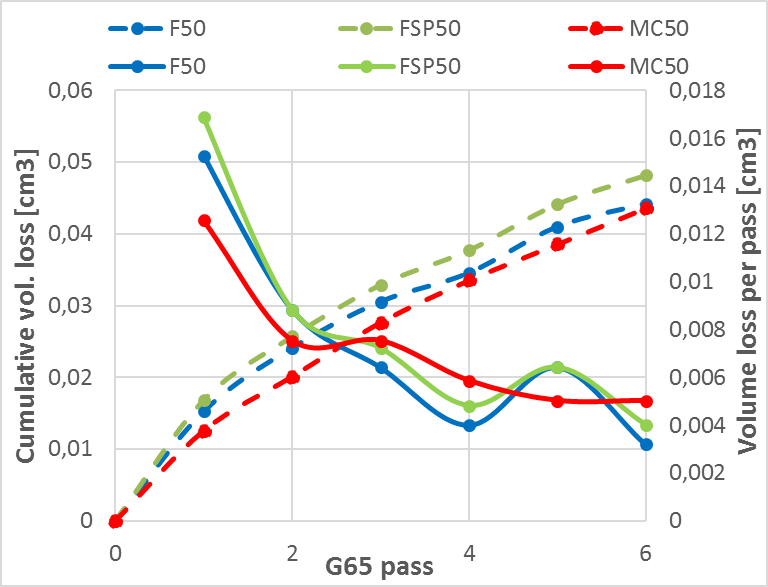 F50 FSP50 MC50
F50 FSP50 MC50
Cumulative vol. loss [cm3]
0,06
0,05
0,04
0,03
0,02
0,01
0
0,018
0,016
0,014
0,012
0,01
0,008
0,006
0,004
0,002
0
Volume loss per pass [cm3]
0 2 4 6
G65 pass